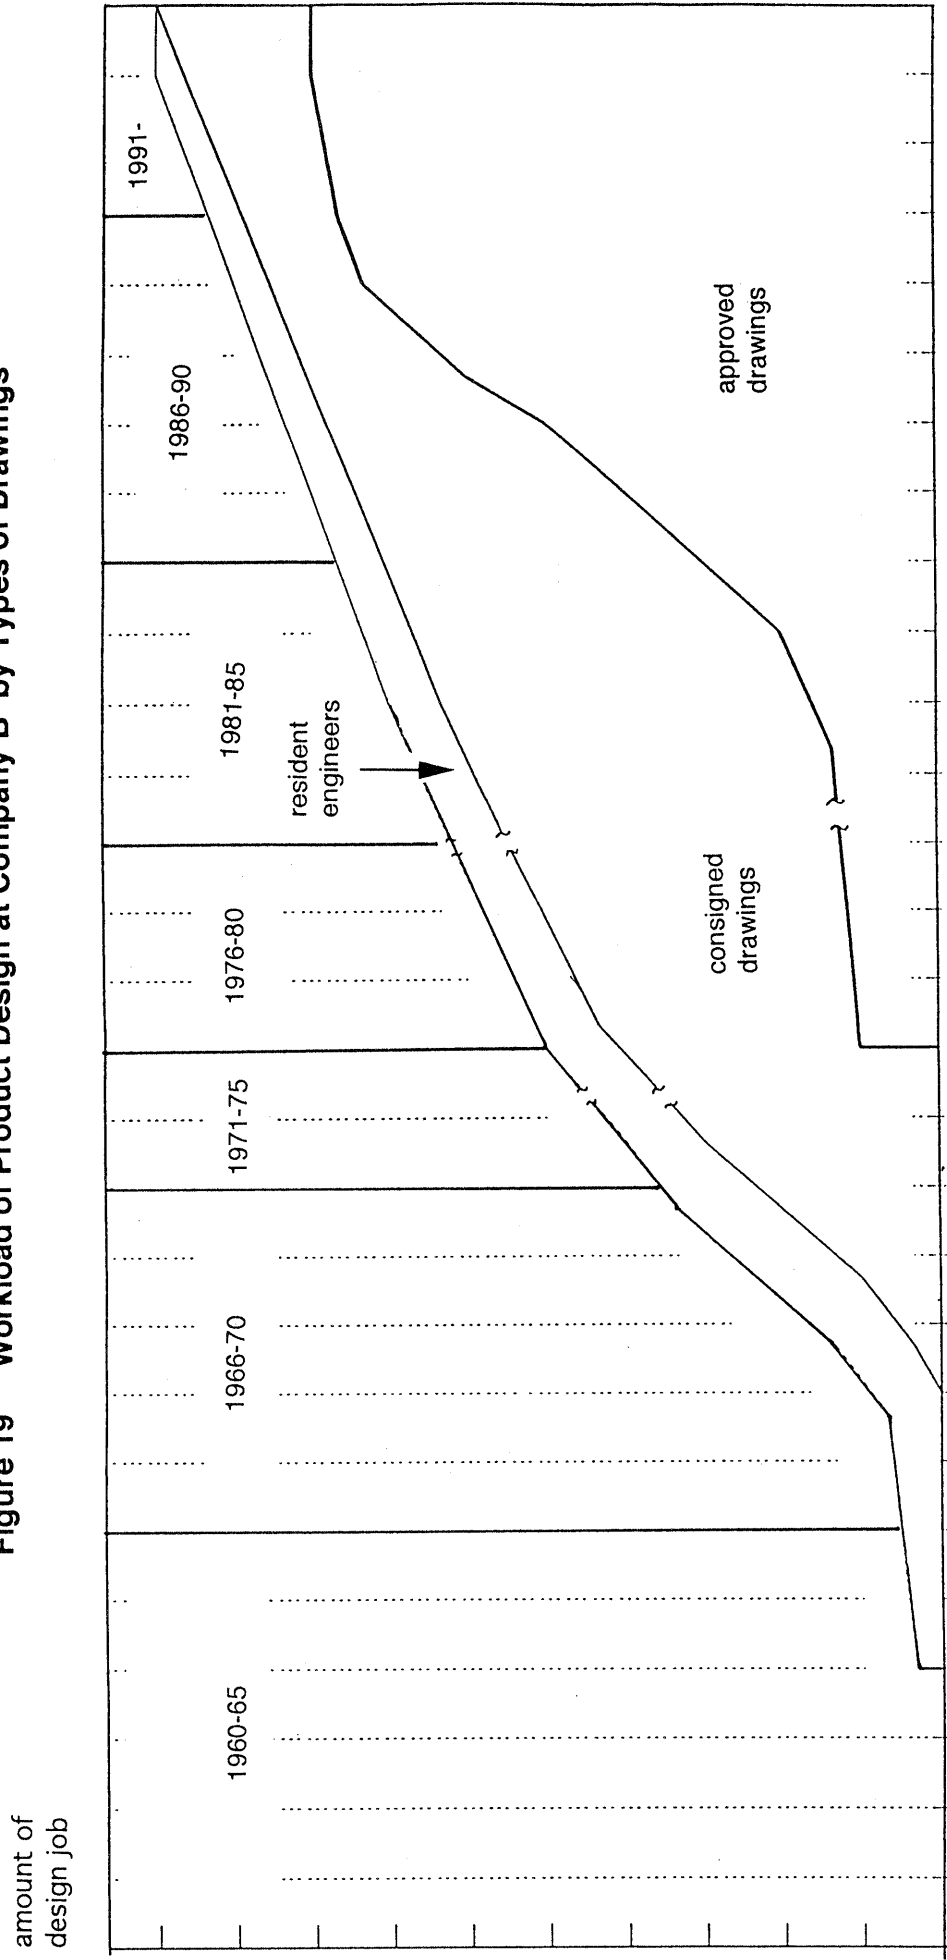 Figure 19 Workload of Product Design at Company B by Types of Drawings
amount of
design job
1960-65
1966-70
1971-75
1976-80
1981-85
1986-90
1991-
resident
engineers
consigned
drawings
approved
drawings